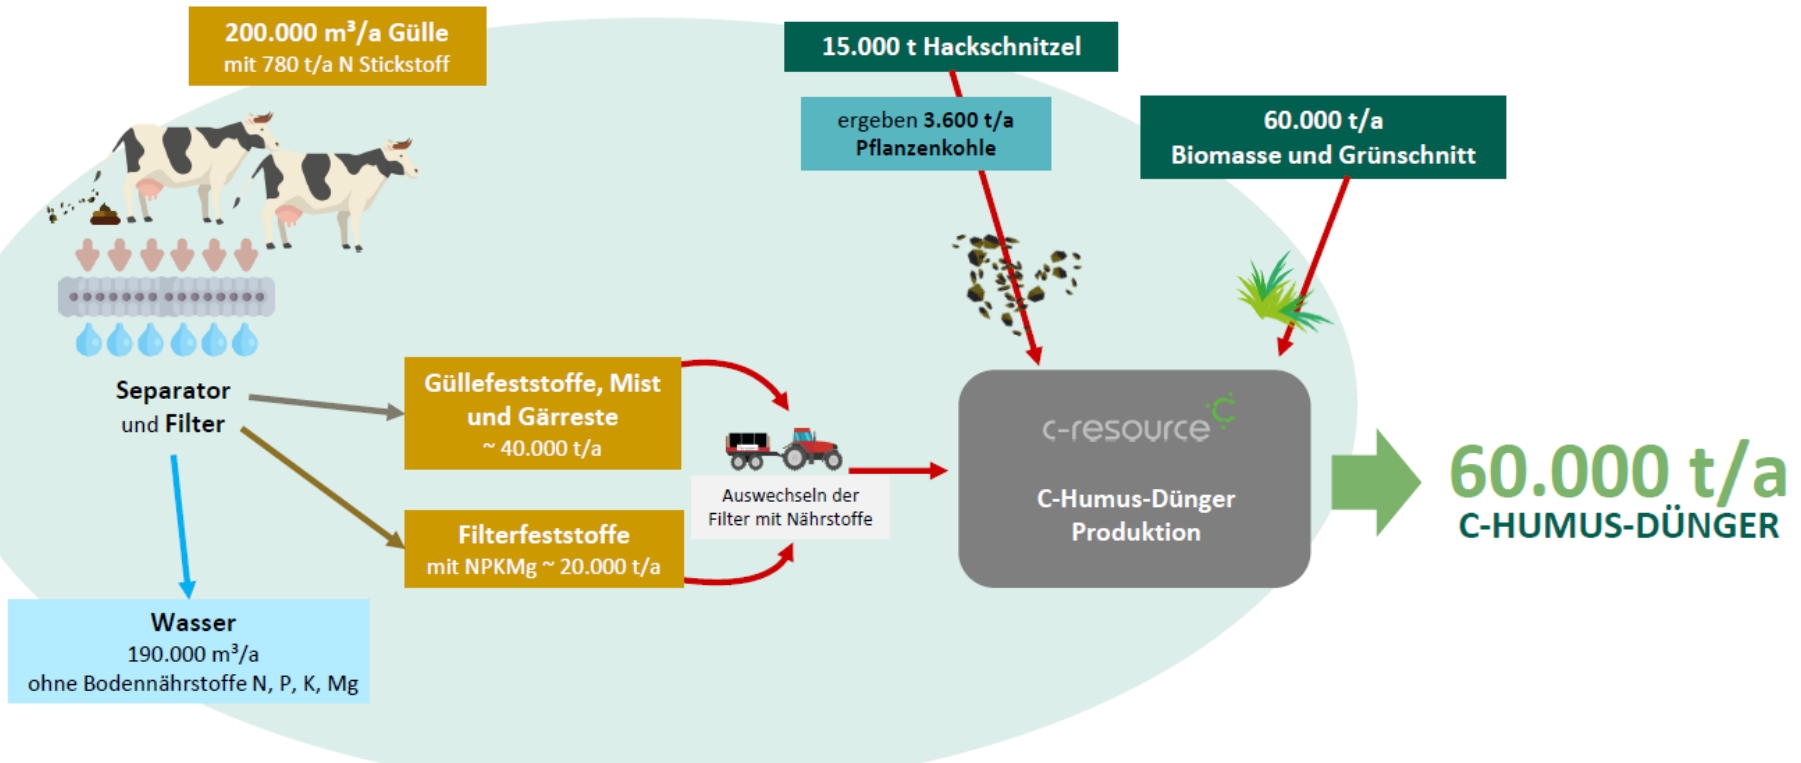 200.000 m³/a Gülle
mit 780 t/a N Stickstoff
15.000 t Hackschnitzel
ergeben 3.600 t/a
Pflanzenkohle
60.000 t/a
Biomasse und Grünschnitt
Separator
und Filter
Güllefeststoffe, Mist
und Gärreste
~ 40.000 t/a
Auswechseln der
Filter mit Nährstoffe
Filterfeststoffe
mit NPKMg ~ 20.000 t/a
Wasser
190.000 m³/a
ohne Bodennährstoffe N, P, K, Mg
c-resource
C-Humus-Dünger
Produktion
60.000 t/a
C-HUMUS-DÜNGER